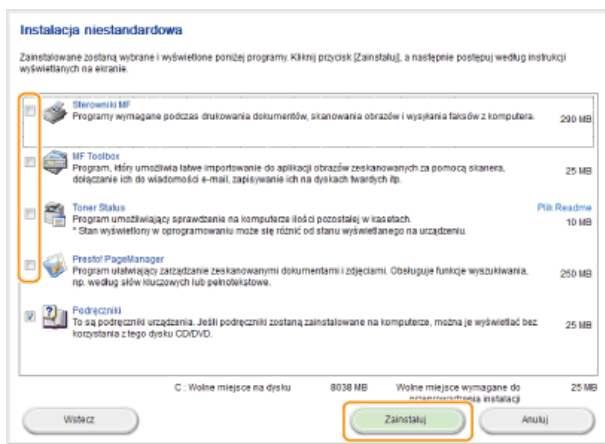 Instalacja niestandardowa
Zainstalowane zostaną wybrane i wyświetlone poniżej programy. Kliknij przycisk [Zainstaluj], a następnie postępuj według instrukcji
wyświetlanych na ekranie.
Sterowniki MF
Programy wymagane podczas drukowania dokumentów, skanowania obrazów i wysyłania faksów z komputera.
290 MB
MF Toolbox
Program, który umożliwia łatwe importowanie do aplikacji obrazów zeskanowanych za pomocą skanera,
dołączanie ich do wiadomości e-mail, zapisywanie ich na dyskach twardych itp.
25 MB
Toner Status
Plik Readme
Program umożliwiający sprawdzenie na komputerze ilości pozostałej w kasetach.
10 MB
* Stan wyświetlony w oprogramowaniu może się różnić od stanu wyświetlanego na urządzeniu.
Presto! PageManager
Program ułatwiający zarządzanie zeskanowanymi dokumentami i zdjęciami. Obsługuje funkcje wyszukiwania,
np. według słów kluczowych lub pełnotekstowe.
250 MB
Podręczniki
To są podręczniki urządzenia. Jeśli podręczniki zostaną zainstalowane na komputerze, można je wyświetlać bez
korzystania z tego dysku CD/DVD.
25 MB
C : Wolne miejsce na dysku 8038 MB Wolne miejsce wymagane do 25 MB
przeprowadzenia instalacji
Wstecz Zainstaluj Anuluj